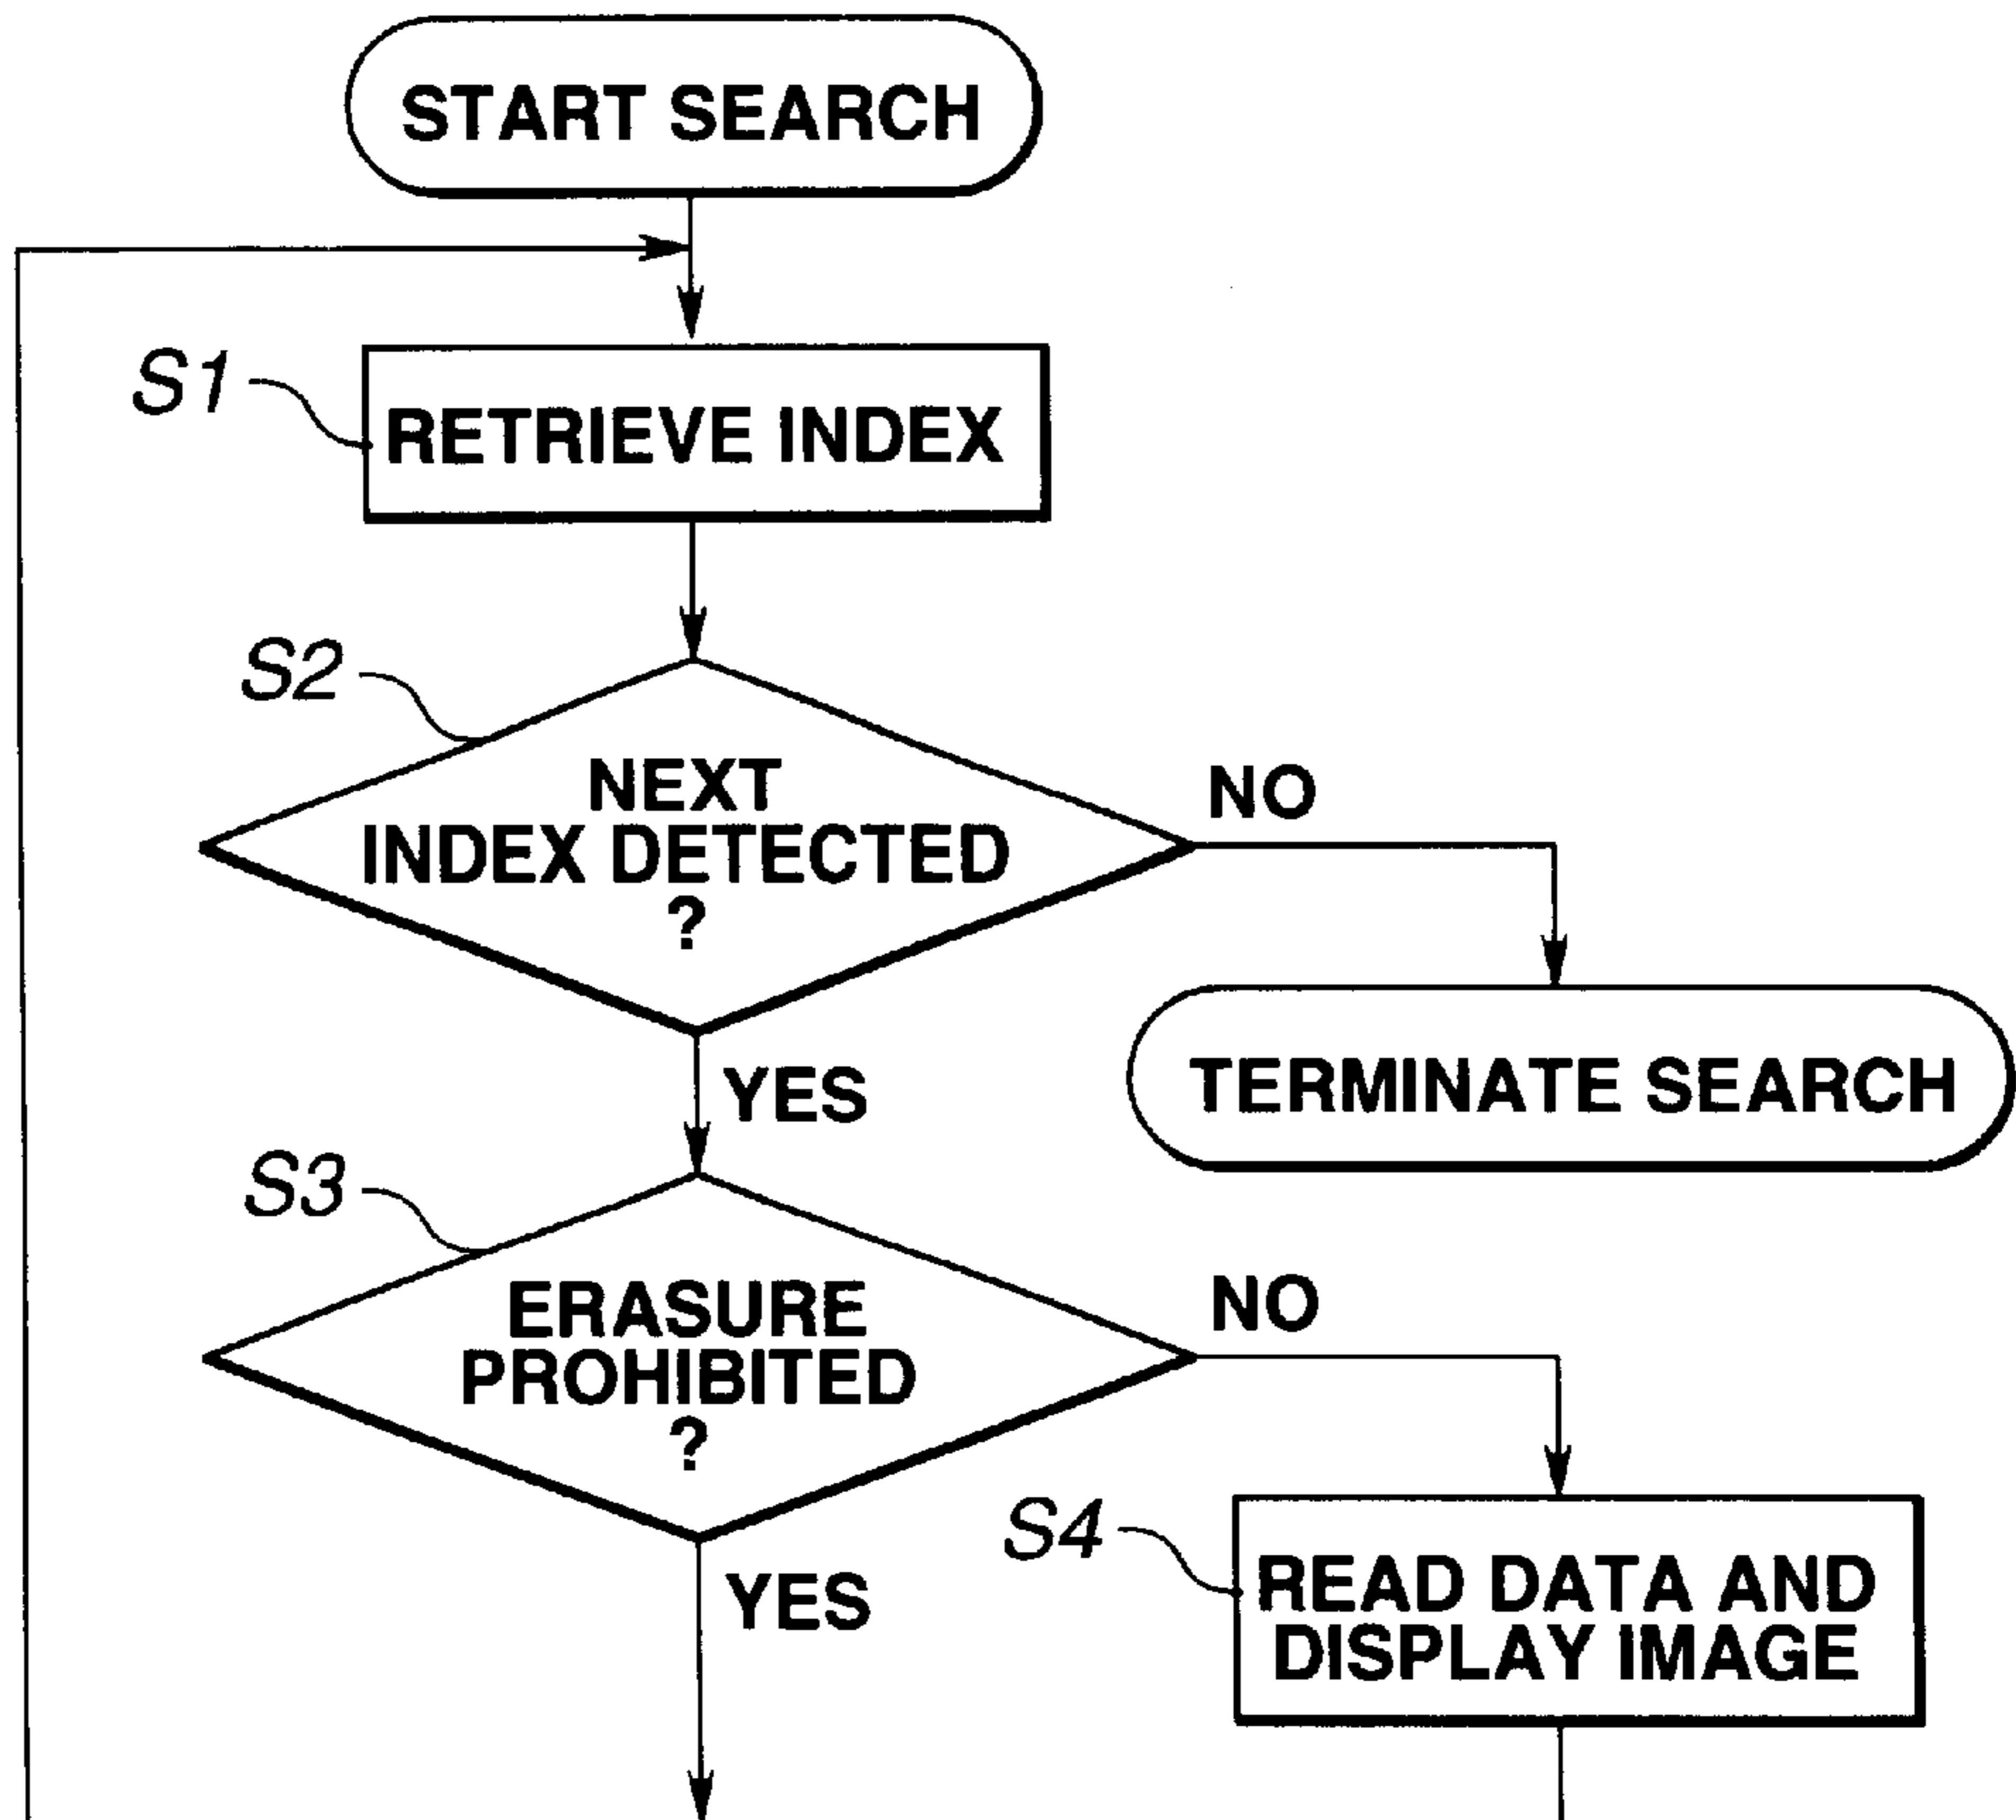 START SEARCH
S1
RETRIEVE INDEX
S2
NEXT
INDEX DETECTED
?
NO
TERMINATE SEARCH
YES
S3
ERASURE
PROHIBITED
?
NO
S4
READ DATA AND
DISPLAY IMAGE
YES